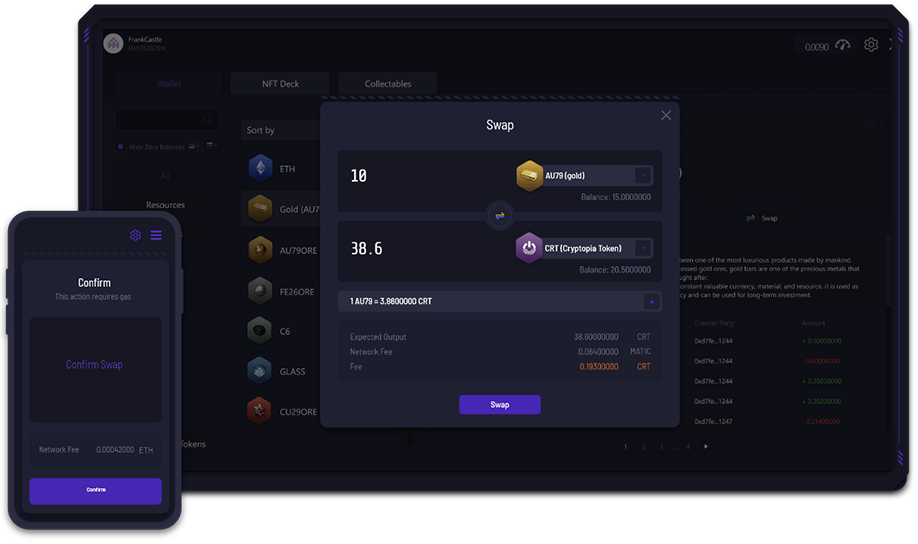 FrankCastle
0.0090
Wallet
NFT Deck
Collectables
Hide Zero Balances
All
Resources
Tokens
Sort by
ETH
Gold (AU7
AU79ORE
FE26ORE
C6
GLASS
CU29ORE
Swap
10
AU79 (gold)
Balance: 15.0000000
38.6
CRT (Cryptopia Token)
Balance: 20.5000000
1 AU79 = 3.8600000 CRT
Expected Output 38.60000000 CRT
Network Fee 0.06400000 MATIC
Fee 0.19300000 CRT
Swap
Swap
been one of the most luxurious products made by mankind.
essed gold ores, gold bars are one of the precious metals that
ught after.
onstant valuable currency, material, and resource, it is used as
cy and can be used for long-term investment.
Counter Party Amount
0xd7fe...1244 + 0.50000000
0xd7fe...1244
0xd7fe...1244 + 0.30200000
0xd7fe...1244 + 0.20200000
0xd7fe...1247 - 0.23400000
1 2 3 ... 4
Confirm
This action requires gas
Confirm Swap
Network Fee 0.00042000 ETH
Confirm